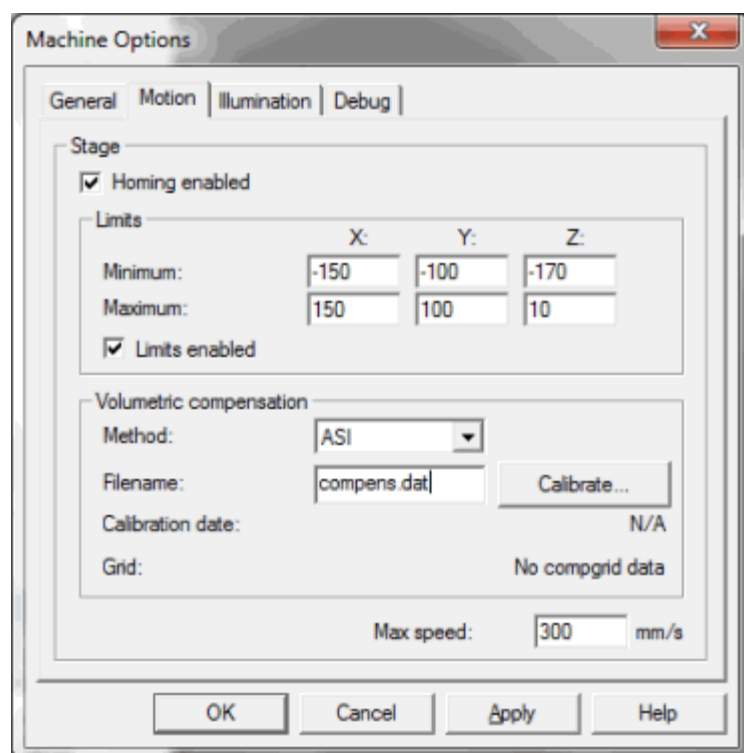 Machine Options
General Motion Illumination Debug
Stage
Homing enabled
Limits
X: Y: Z:
Minimum: -150 -100 -170
Maximum: 150 100 10
Limits enabled
Volumetric compensation
Method: ASI
Filename: compens.dat Calibrate...
Calibration date: N/A
Grid: No compgrid data
Max speed: 300 mm/s
OK Cancel Apply Help